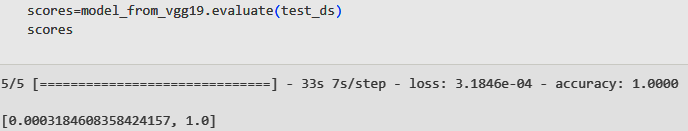 scores=model_from_vgg19.evaluate(test_ds)
scores
5/5 [==============================] - 33s 7s/step - loss: 3.1846e-04 - accuracy: 1.0000
[0.0003184608358424157, 1.0]